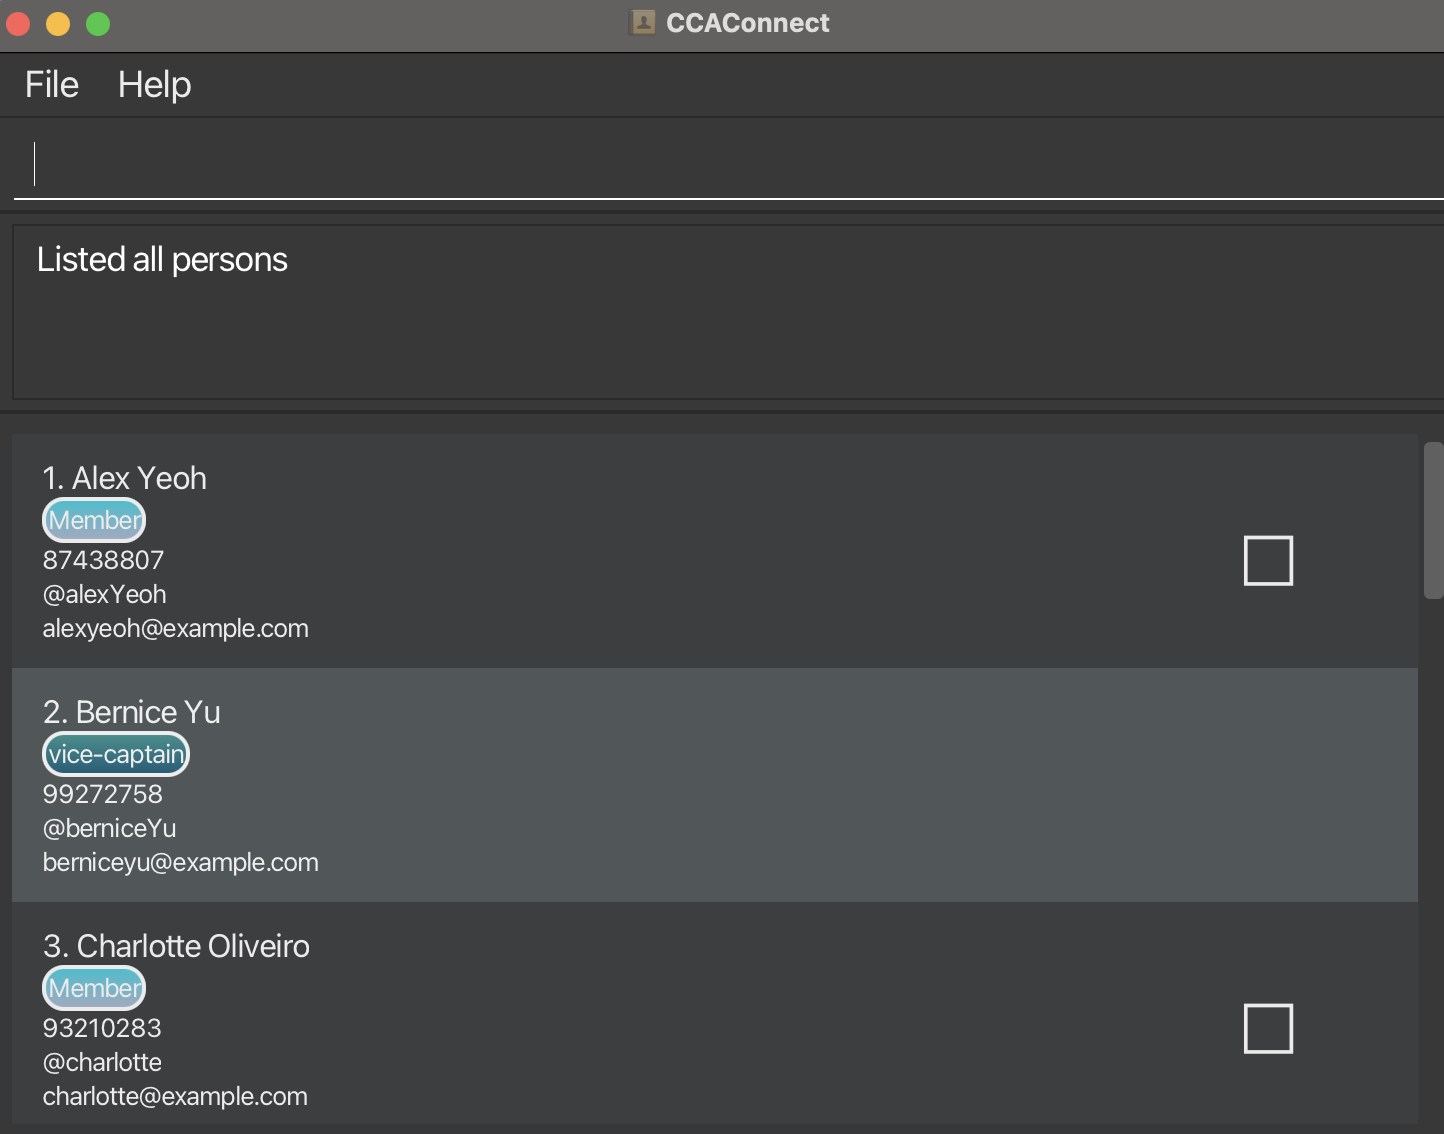 CCAConnect
File Help
Listed all persons
1. Alex Yeoh
Member
87438807
@alexYeoh
alexyeoh@example.com
2. Bernice Yu
vice-captain
99272758
@berniceYu
berniceyu@example.com
3. Charlotte Oliveiro
Member
93210283
@charlotte
charlotte@example.com